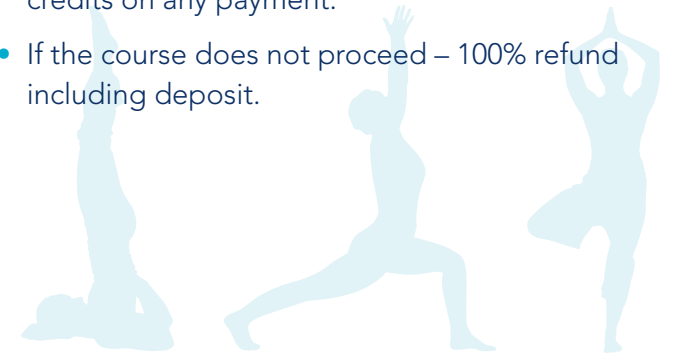 credits on any payment.
• If the course does not proceed – 100% refund
including deposit.